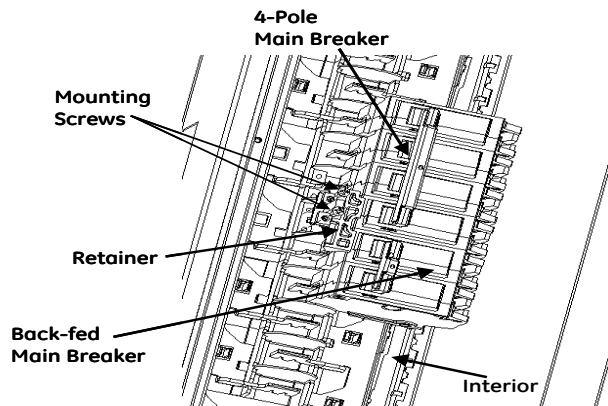 4-Pole
Main Breaker
Mounting
Screws
Retainer
Back-fed
Main Breaker
Interior